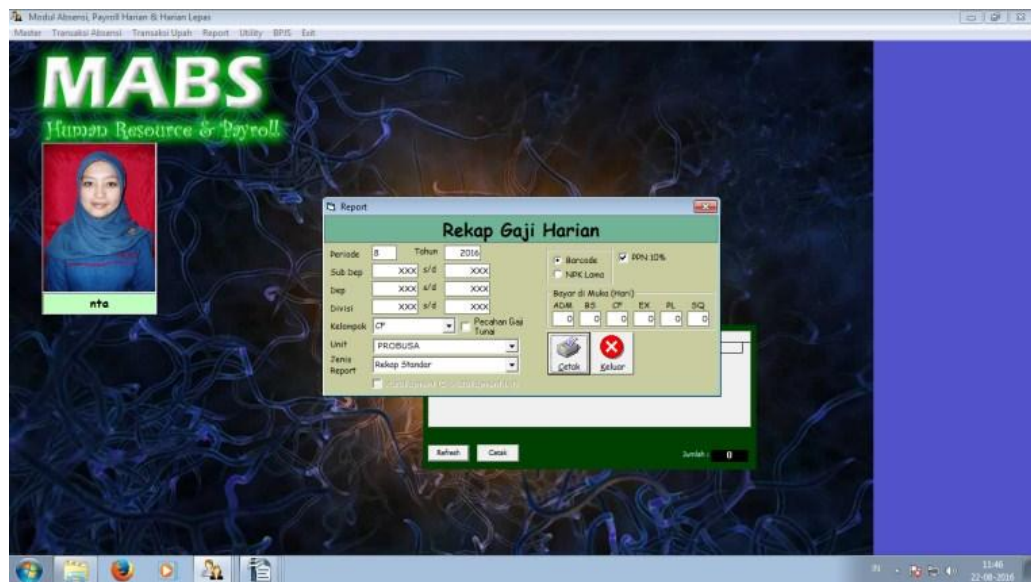 Modul Absensi, Payroll Harian & Harian Lepas
Master Transaksi Absensi Transaksi Upah Report Utility BPJS Exit
MABS
Human Resource & Payroll
nta
Report
Rekap Gaji Harian
Periode 8 Tahun 2016
Sub Dep XXX s/d XXX
Dep XXX s/d XXX
Divisi XXX s/d XXX
Kelompok CF Pecahan Gaji Tunai
Unit PROBUSA
Jenis Report Rekap Standar
Barcode PPN 10%
NPK Lama
Bayar di Muka (Hari)
ADM BS CF EX PL SQ
0 0 0 0 0 0
Cetak Keluar
Refresh Cetak Jumlah : 0
IN 11:46
22-08-2016